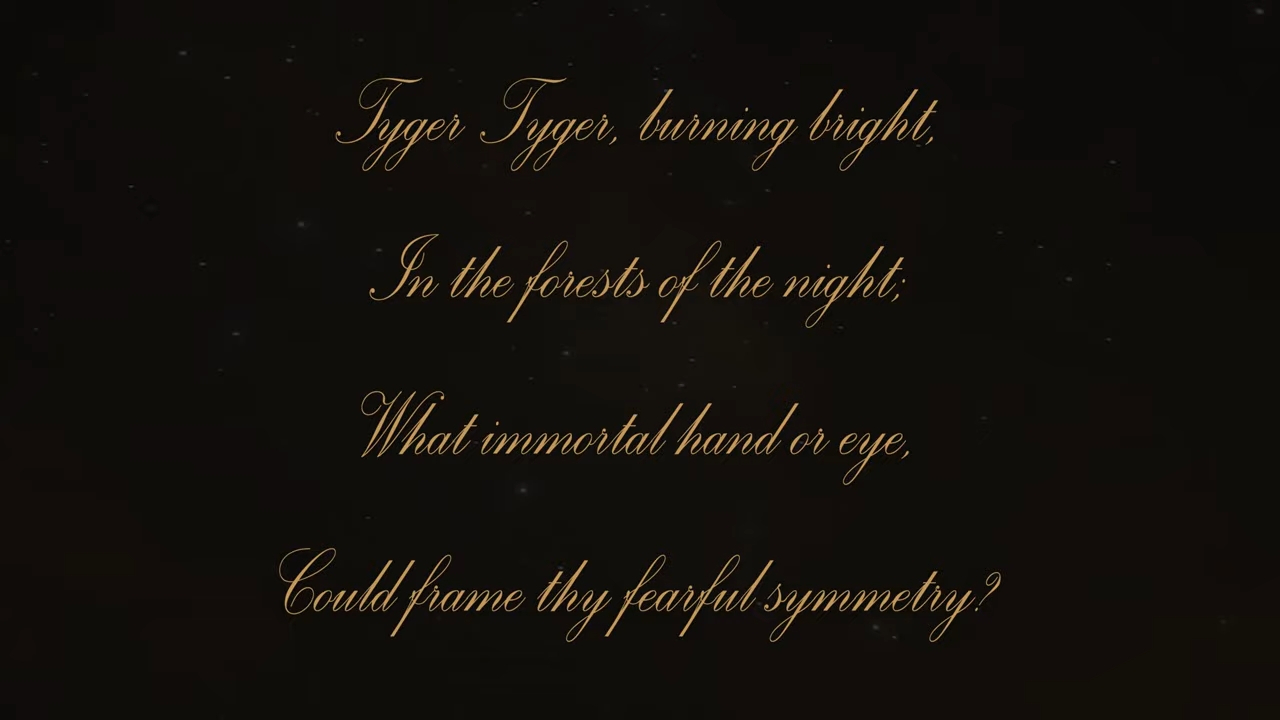 Tyger Tyger, burning bright,
In the forests of the night;
What immortal hand or eye,
Could frame thy fearful symmetry?